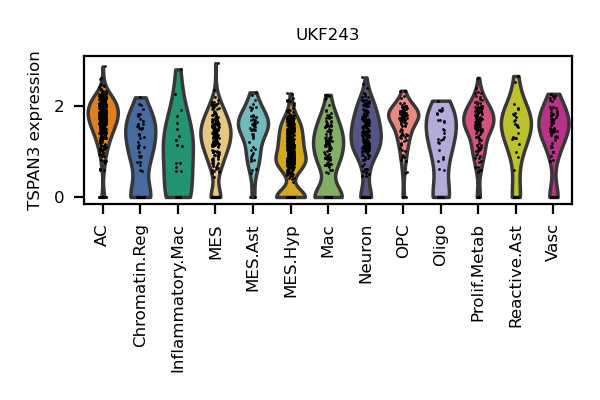 UKF243
TSPAN3 expression
2
0
AC
Chromatin.Reg
Inflammatory.Mac
MES
MES.Ast
MES.Hyp
Mac
Neuron
OPC
Oligo
Prolif.Metab
Reactive.Ast
Vasc